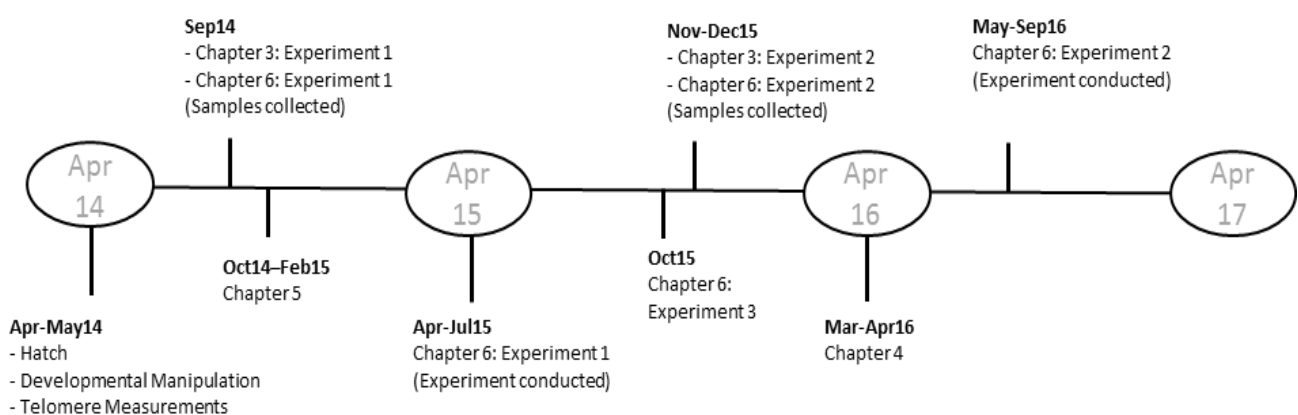 Sep14
- Chapter 3: Experiment 1
- Chapter 6: Experiment 1
(Samples collected)
Nov-Dec15
- Chapter 3: Experiment 2
- Chapter 6: Experiment 2
(Samples collected)
May-Sep16
Chapter 6: Experiment 2
(Experiment conducted)
Apr
14
Apr
15
Apr
16
Apr
17
Oct14–Feb15
Chapter 5
Oct15
Chapter 6:
Experiment 3
Apr-May14
- Hatch
- Developmental Manipulation
- Telomere Measurements
Apr-Jul15
Chapter 6: Experiment 1
(Experiment conducted)
Mar-Apr16
Chapter 4